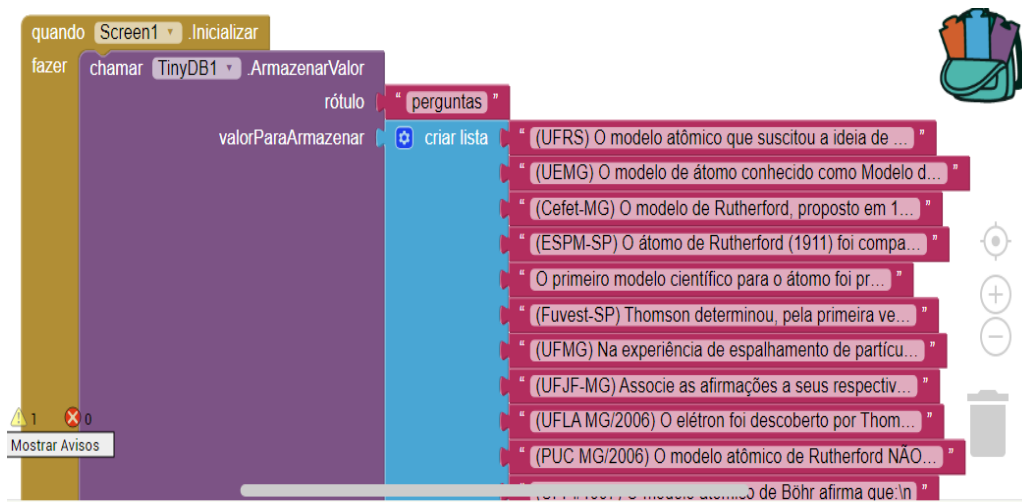 quando Screen1 .Inicializar
fazer chamar TinyDB1 .ArmazenarValor
rótulo " perguntas "
valorParaArmazenar criar lista " (UFRS) O modelo atômico que suscitou a ideia de ... "
" (UEMG) O modelo de átomo conhecido como Modelo d... "
" (Cefet-MG) O modelo de Rutherford, proposto em 1... "
" (ESPM-SP) O átomo de Rutherford (1911) foi compa... "
" O primeiro modelo científico para o átomo foi pr... "
" (Fuvest-SP) Thomson determinou, pela primeira ve... "
" (UFMG) Na experiência de espalhamento de partícu... "
" (UFJF-MG) Associe as afirmações a seus respectiv... "
" (UFLA MG/2006) O elétron foi descoberto por Thom... "
" (PUC MG/2006) O modelo atômico de Rutherford NÃO... "
de Böhr afirma que:\n
1 0
Mostrar Avisos